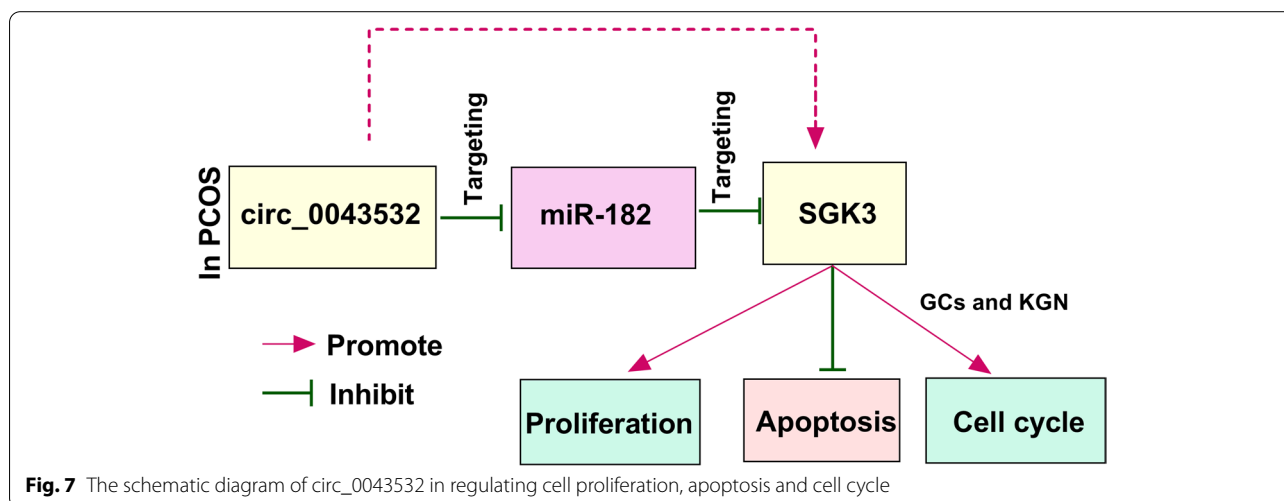 In PCOS
circ_0043532
Targeting
miR-182
Targeting
SGK3
GCs and KGN
Promote
Inhibit
Proliferation
Apoptosis
Cell cycle
Fig. 7 The schematic diagram of circ_0043532 in regulating cell proliferation, apoptosis and cell cycle